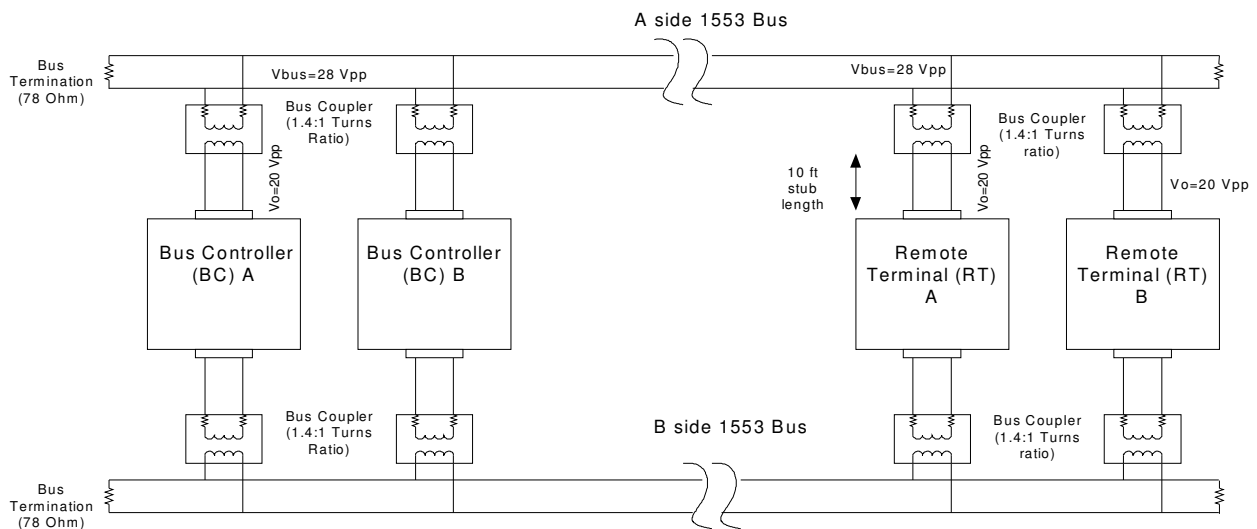 A side 1553 Bus
Bus
Termination
(78 Ohm)
Vbus=28 Vpp
Vbus=28 Vpp
Bus Coupler
(1.4:1 Turns
Ratio)
Bus Coupler
(1.4:1 Turns
ratio)
Vo=20 Vpp
10 ft
stub
length
Vo=20 Vpp
Vo=20 Vpp
Bus Controller
(BC) A
Bus Controller
(BC) B
Remote
Terminal (RT)
A
Remote
Terminal (RT)
B
Bus Coupler
(1.4:1 Turns
Ratio)
B side 1553 Bus
Bus Coupler
(1.4:1 Turns
ratio)
Bus
Termination
(78 Ohm)